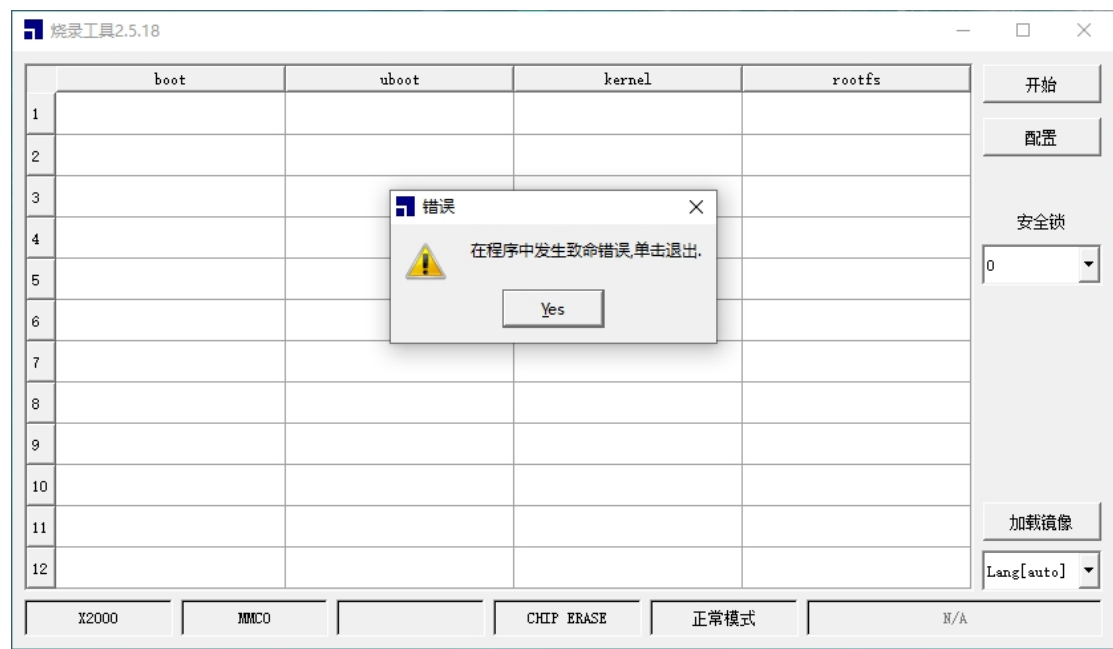 烧录工具2.5.18
boot uboot kernel rootfs
开始
1
配置
2
3
错误
安全锁
4
在程序中发生致命错误,单击退出.
0
5
Yes
6
7
8
9
10
11
加载镜像
12
Lang[auto]
X2000 MMC0 CHIP ERASE 正常模式 N/A